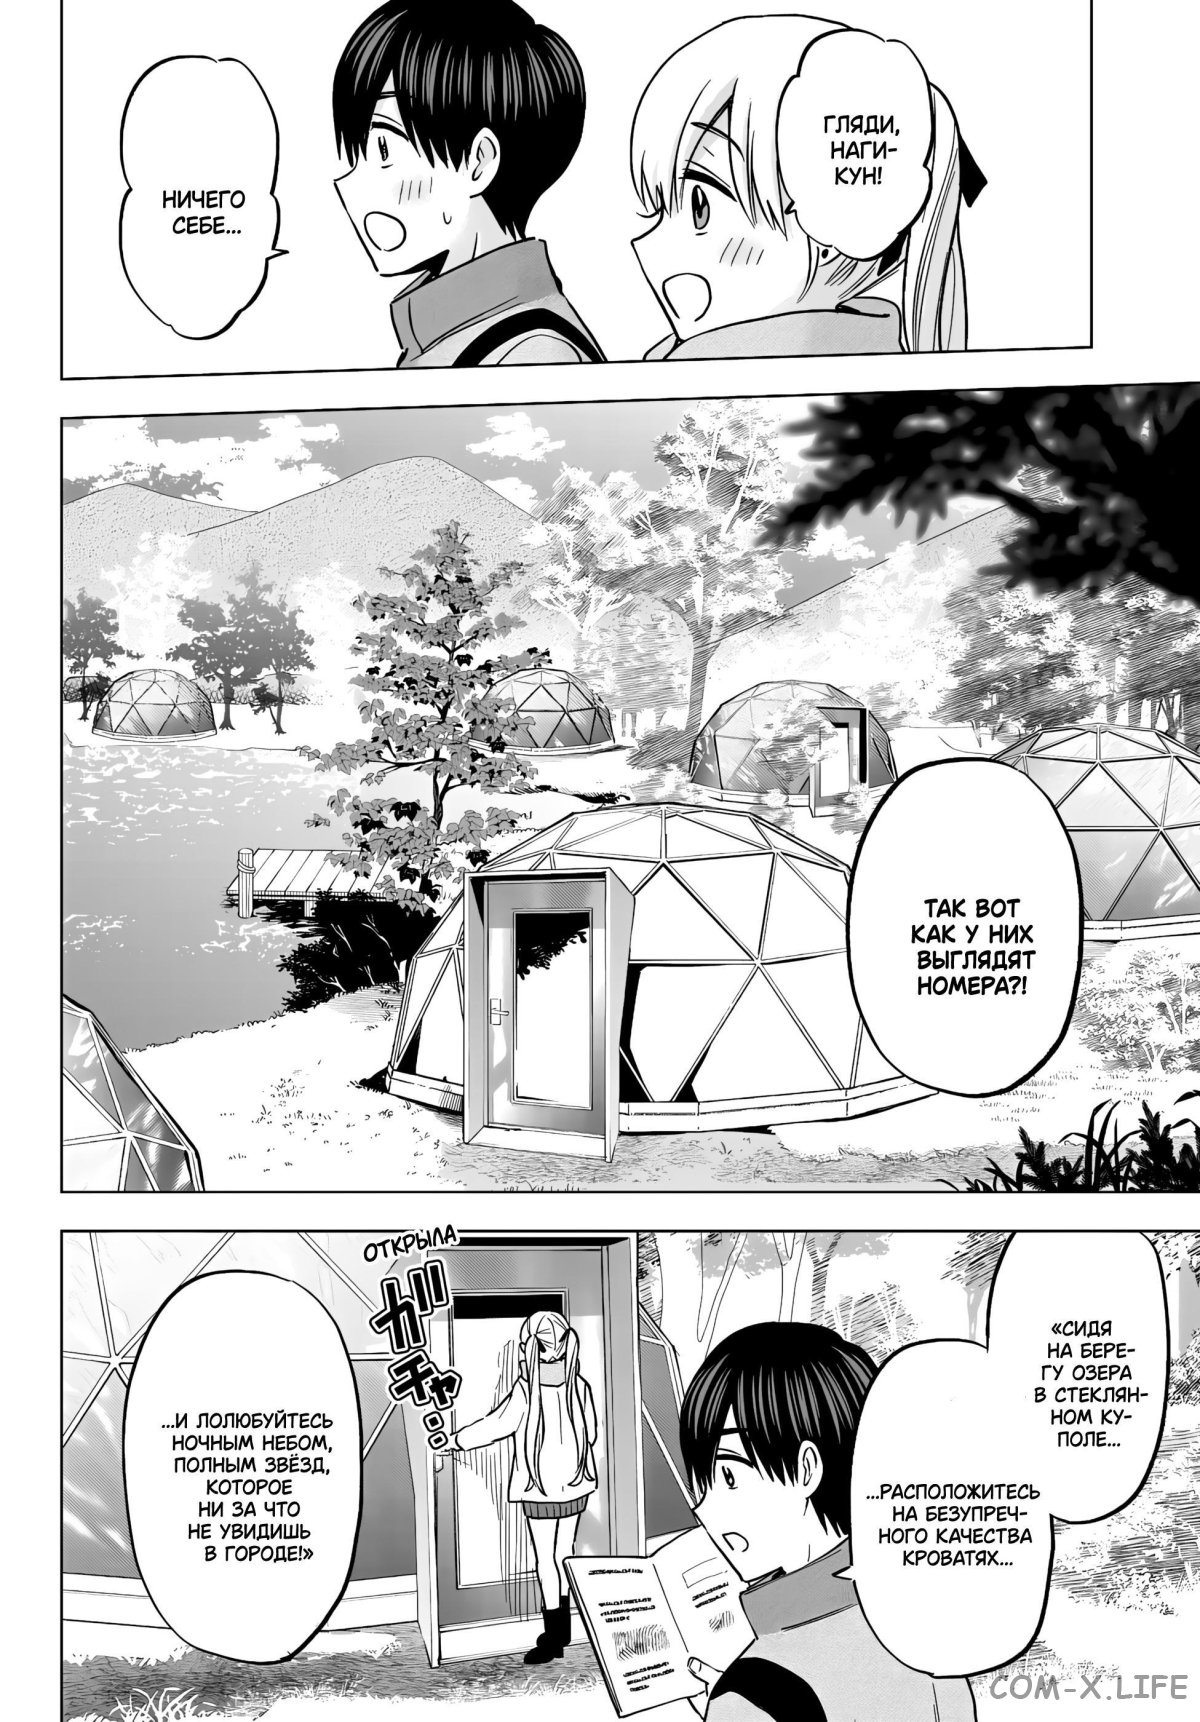 ГЛЯДИ,
НАГИ-
КУН!
НИЧЕГО
СЕБЕ...
ТАК ВОТ
КАК У НИХ
ВЫГЛЯДЯТ
НОМЕРА?!
«СИДЯ
НА БЕРЕ-
ГУ ОЗЕРА
В СТЕКЛЯН-
НОМ КУ-
ПОЛЕ...
...РАСПОЛОЖИТЕСЬ
НА БЕЗУПРЕЧ-
НОГО КАЧЕСТВА
КРОВАТЯХ...
ОТКРЫЛА
ガチャ
...И ЛОЛЮБУЙТЕСЬ
НОЧНЫМ НЕБОМ,
ПОЛНЫМ ЗВЁЗД,
КОТОРОЕ
НИ ЗА ЧТО
НЕ УВИДИШЬ
В ГОРОДЕ!»
COM-X.LIFE